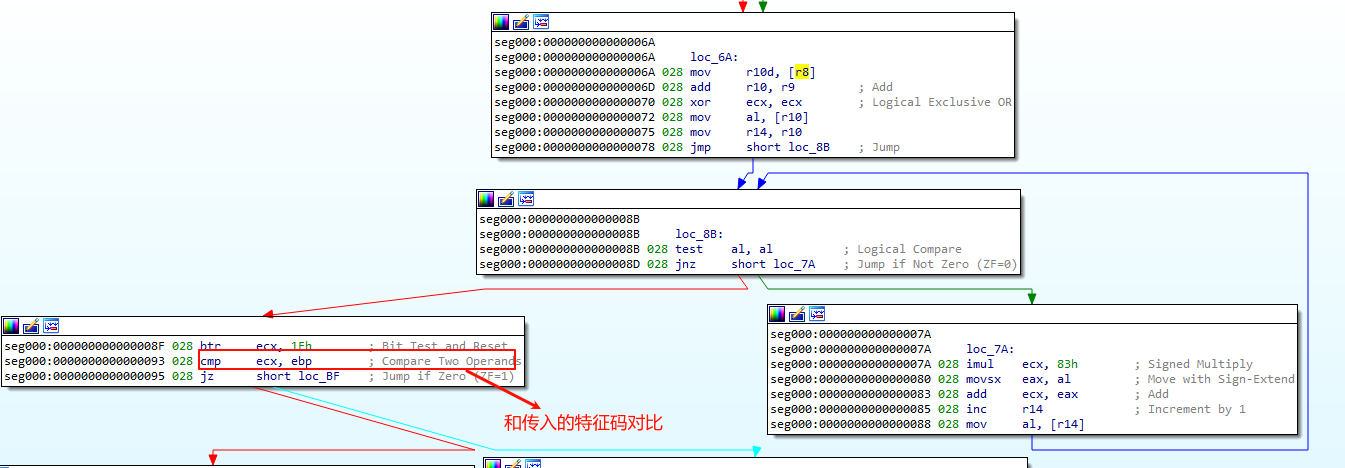 seg000:000000000000006A
seg000:000000000000006A loc_6A:
seg000:000000000000006A 028 mov r10d, [r8]
seg000:000000000000006D 028 add r10, r9 ; Add
seg000:0000000000000070 028 xor ecx, ecx ; Logical Exclusive OR
seg000:0000000000000072 028 mov al, [r10]
seg000:0000000000000075 028 mov r14, r10
seg000:0000000000000078 028 jmp short loc_8B ; Jump
seg000:000000000000008B
seg000:000000000000008B loc_8B:
seg000:000000000000008B 028 test al, al ; Logical Compare
seg000:000000000000008D 028 jnz short loc_7A ; Jump if Not Zero (ZF=0)
seg000:000000000000008F 028 btr ecx, 1Fh ; Bit Test and Reset
seg000:0000000000000093 028 cmp ecx, ebp ; Compare Two Operands
seg000:0000000000000095 028 jz short loc_BF ; Jump if Zero (ZF=1)
和传入的特征码对比
seg000:000000000000007A
seg000:000000000000007A loc_7A:
seg000:000000000000007A 028 imul ecx, 83h ; Signed Multiply
seg000:0000000000000080 028 movsx eax, al ; Move with Sign-Extend
seg000:0000000000000083 028 add ecx, eax ; Add
seg000:0000000000000085 028 inc r14 ; Increment by 1
seg000:0000000000000088 028 mov al, [r14]